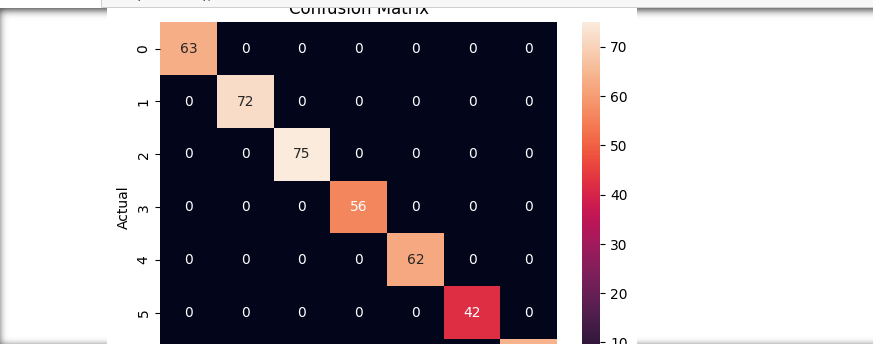 Confusion Matrix
0 63 0 0 0 0 0 0
1 0 72 0 0 0 0 0
2 0 0 75 0 0 0 0
3 0 0 0 56 0 0 0
4 0 0 0 0 62 0 0
5 0 0 0 0 0 42 0
Actual
70
60
50
40
30
20
10